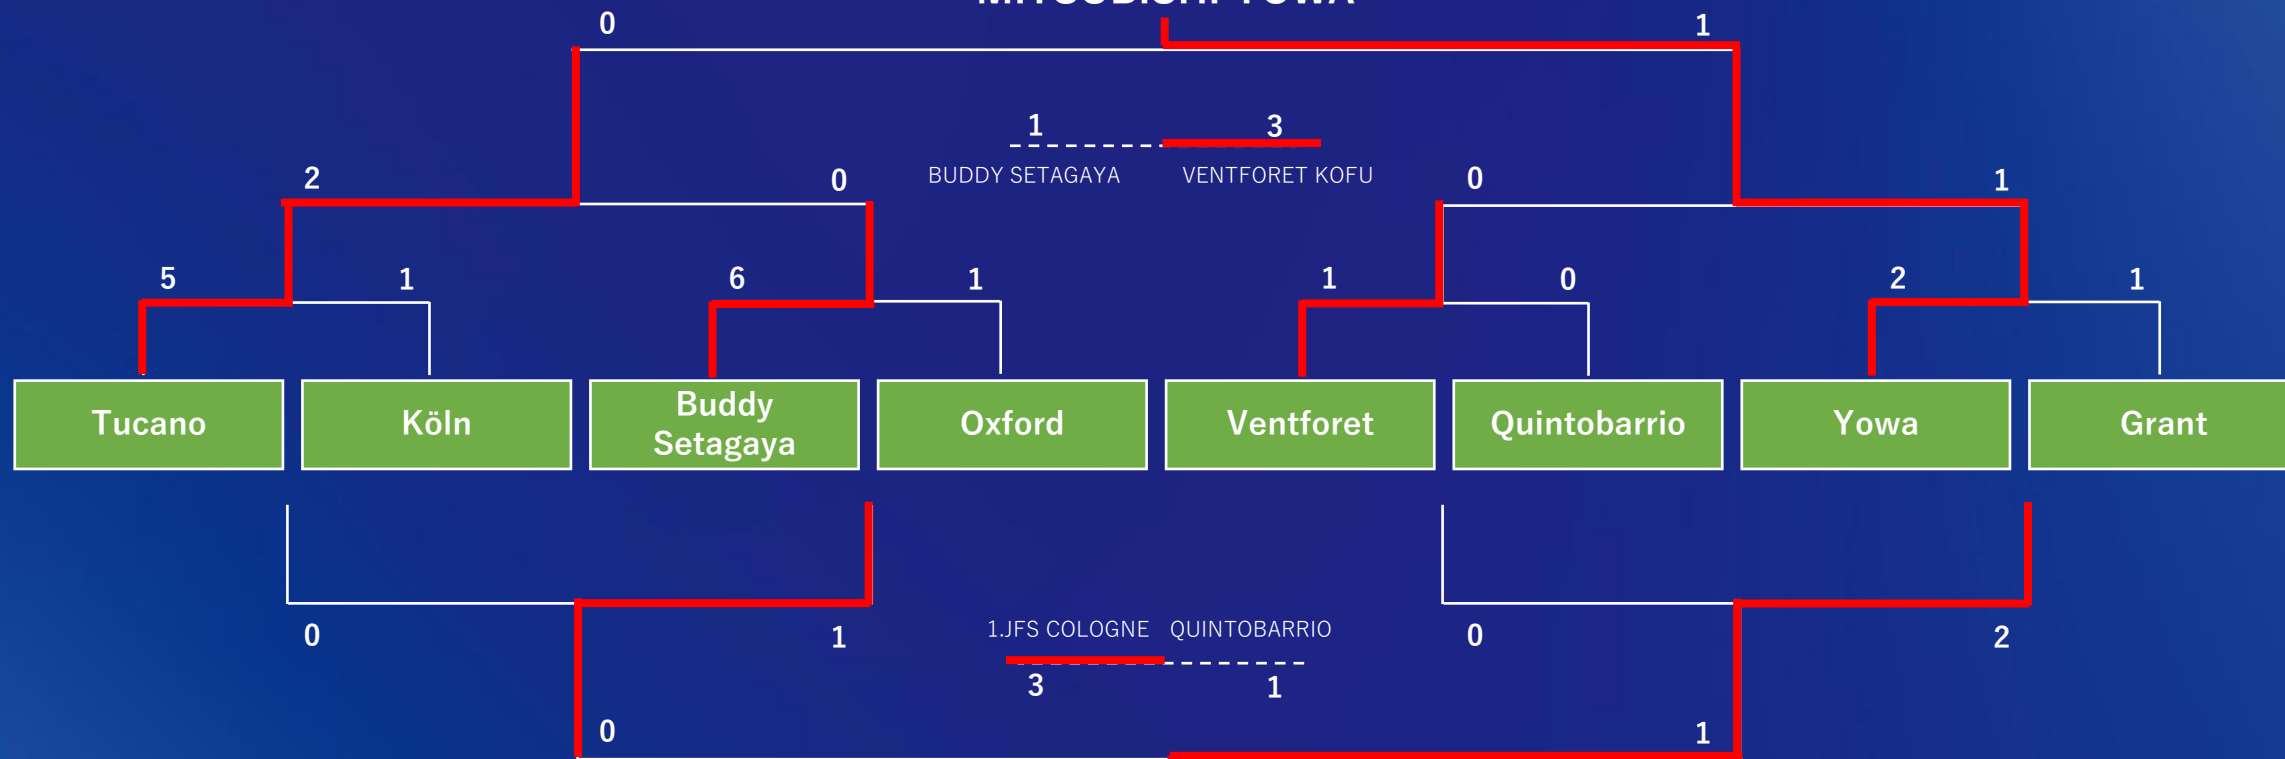 MITSUBISHI YOWA
0 1
1 3
BUDDY SETAGAYA VENTFORET KOFU
2 0 0 1
5 1 6 1 1 0 2 1
Tucano Köln Buddy Setagaya Oxford Ventforet Quintobarrio Yowa Grant
1.JFS COLOGNE QUINTOBARRIO
0 1 0 2
3 1
0 1